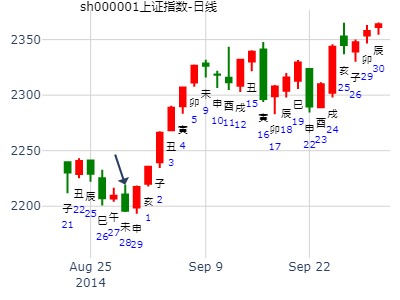 sh000001上证指数-日线
2350
2300
2250
2200
子
21
丑
22
寅
25
巳
26
午
27
未
28
申
29
亥
1
子
2
丑
3
寅
4
卯
5
未
9
申
10
酉
11
戌
12
丑
15
寅
16
卯
17
辰
18
巳
19
申
22
酉
23
戌
24
亥
25
子
26
卯
29
辰
30
Aug 25
2014
Sep 9
Sep 22